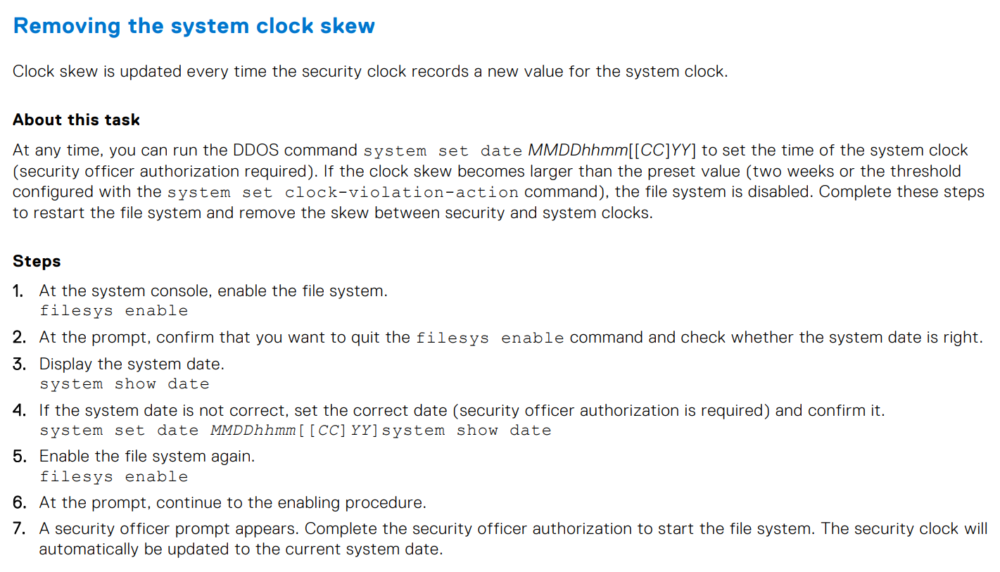 Removing the system clock skew
Clock skew is updated every time the security clock records a new value for the system clock.
About this task
At any time, you can run the DDOS command system set date MMDDhhmm[[CC]YY] to set the time of the system clock
(security officer authorization required). If the clock skew becomes larger than the preset value (two weeks or the threshold
configured with the system set clock-violation-action command), the file system is disabled. Complete these steps
to restart the file system and remove the skew between security and system clocks.
Steps
1. At the system console, enable the file system.
filesys enable
2. At the prompt, confirm that you want to quit the filesys enable command and check whether the system date is right.
3. Display the system date.
system show date
4. If the system date is not correct, set the correct date (security officer authorization is required) and confirm it.
system set date MMDDhhmm[[CC]YY]system show date
5. Enable the file system again.
filesys enable
6. At the prompt, continue to the enabling procedure.
7. A security officer prompt appears. Complete the security officer authorization to start the file system. The security clock will
automatically be updated to the current system date.